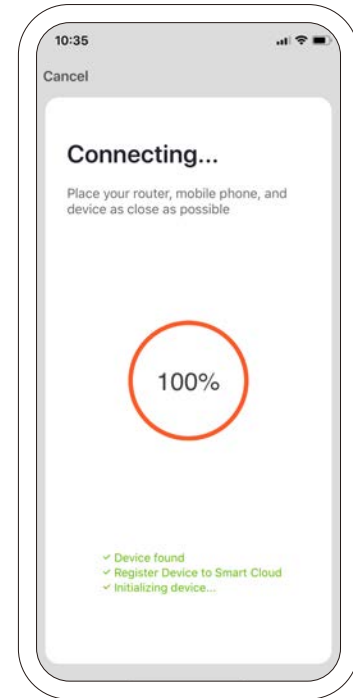 10:35
Cancel
Connecting...
Place your router, mobile phone, and
device as close as possible
100%
✓ Device found
✓ Register Device to Smart Cloud
✓ Initializing device...